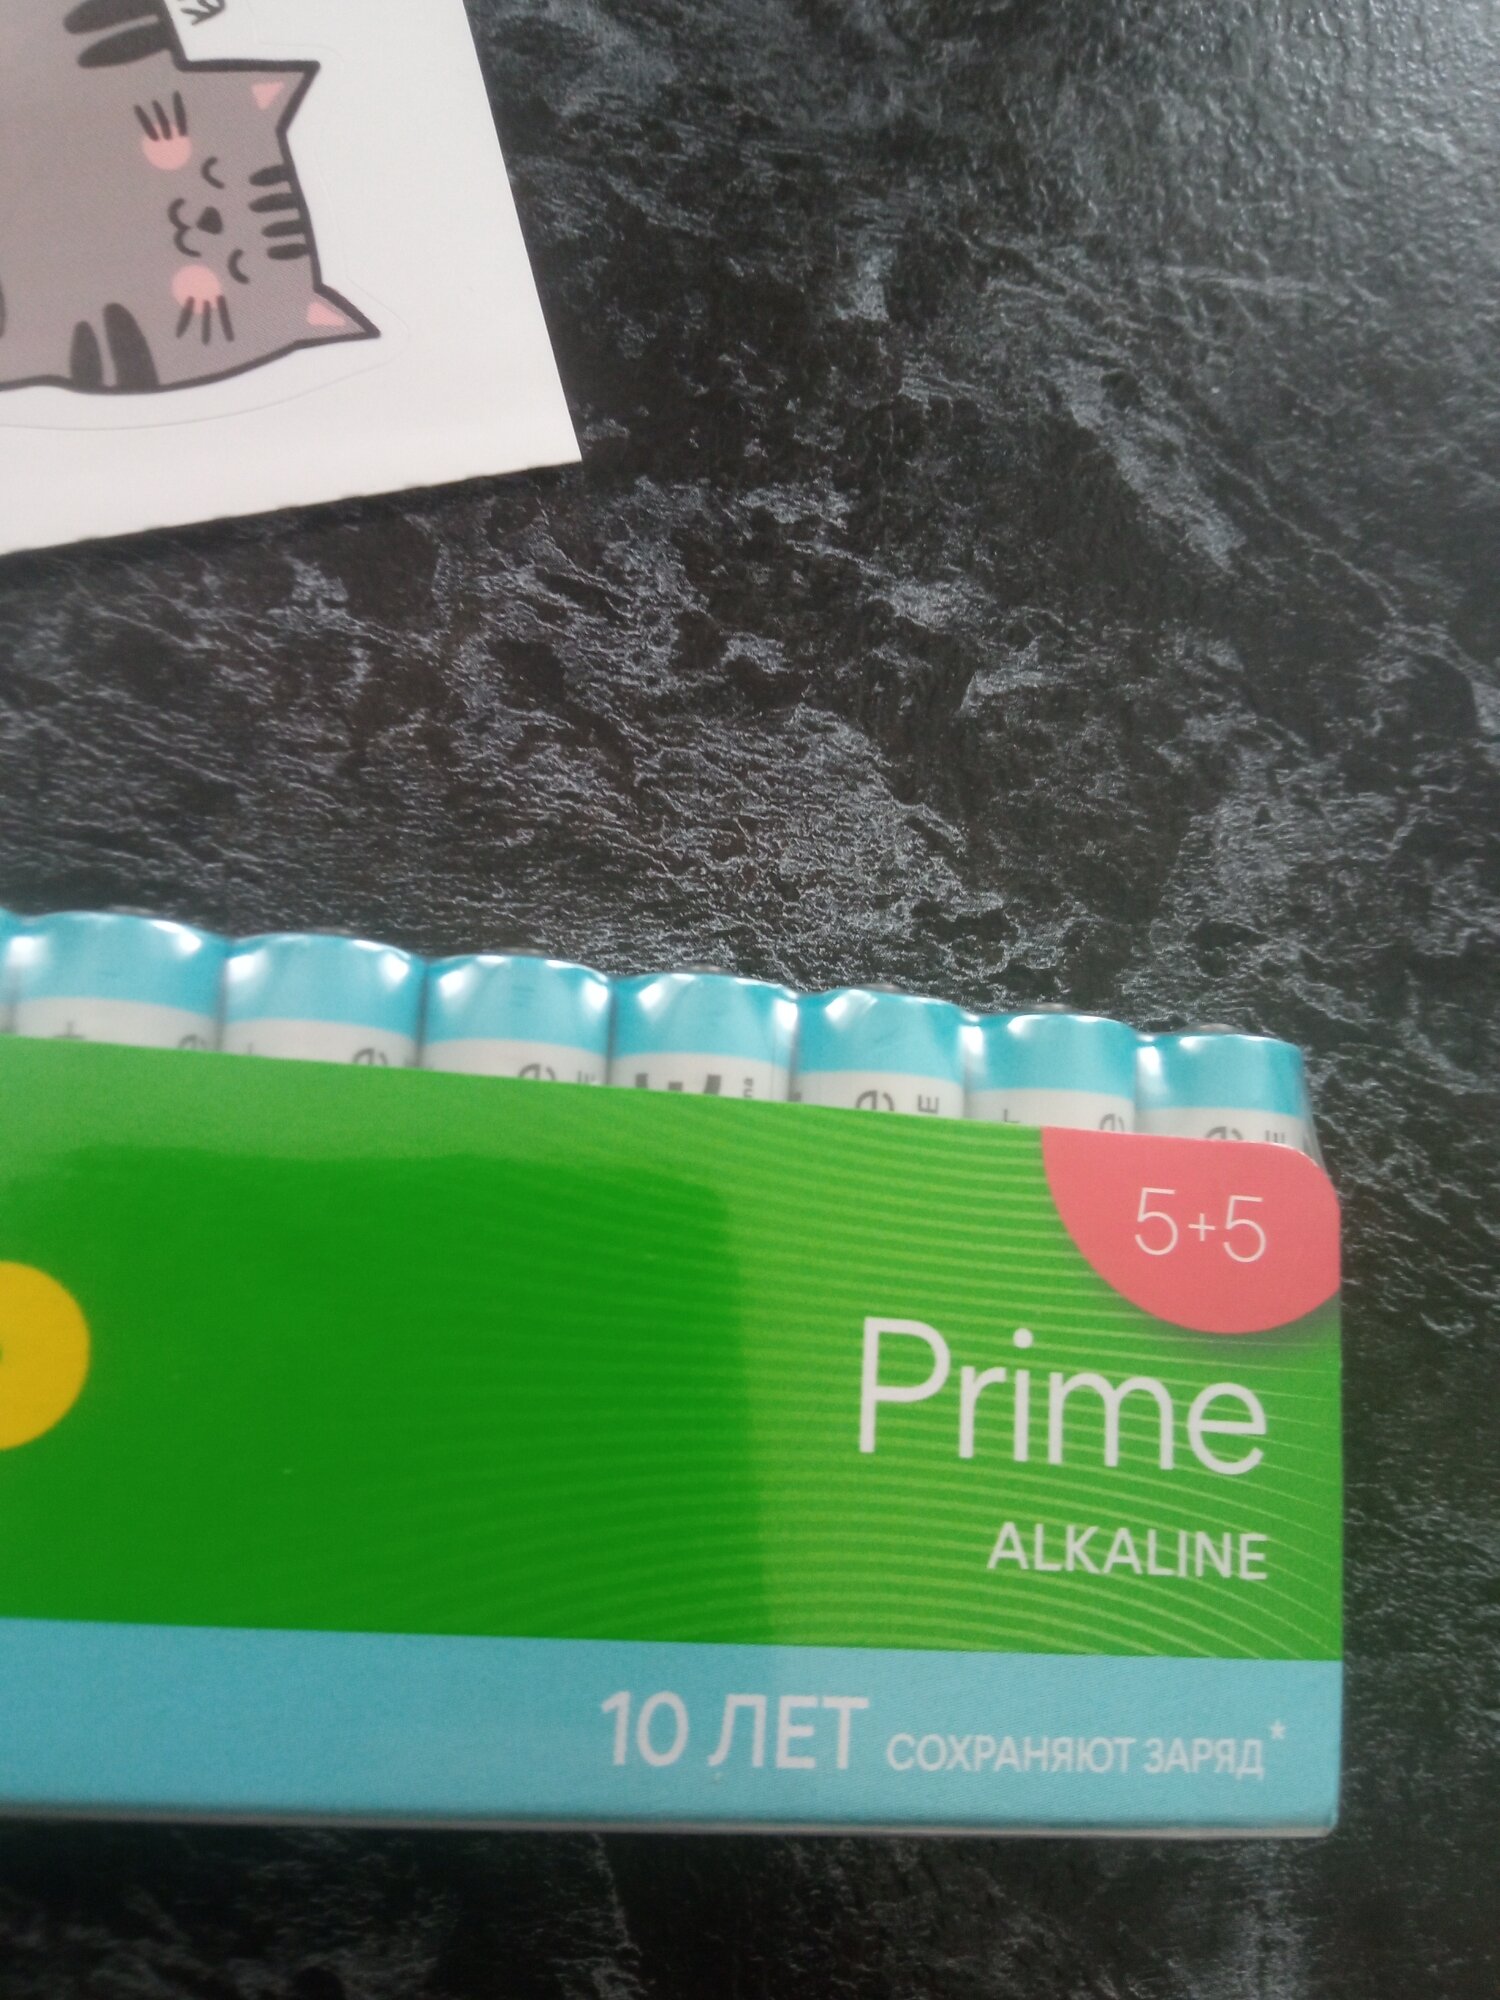 5+5
Prime
ALKALINE
10 ЛЕТ СОХРАНЯЮТ ЗАРЯД*